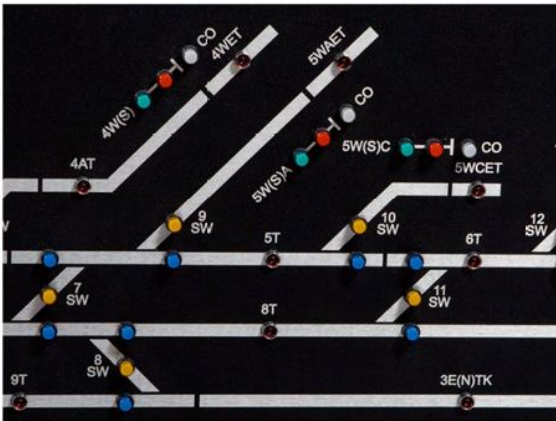 CO
4WET
4W(S)
5WAET
CO
5W(S)A
5W(S)C
CO
5WCET
4AT
9
SW
10
SW
12
SW
5T
6T
7
SW
11
SW
8T
8
SW
9T
3E(N)TK